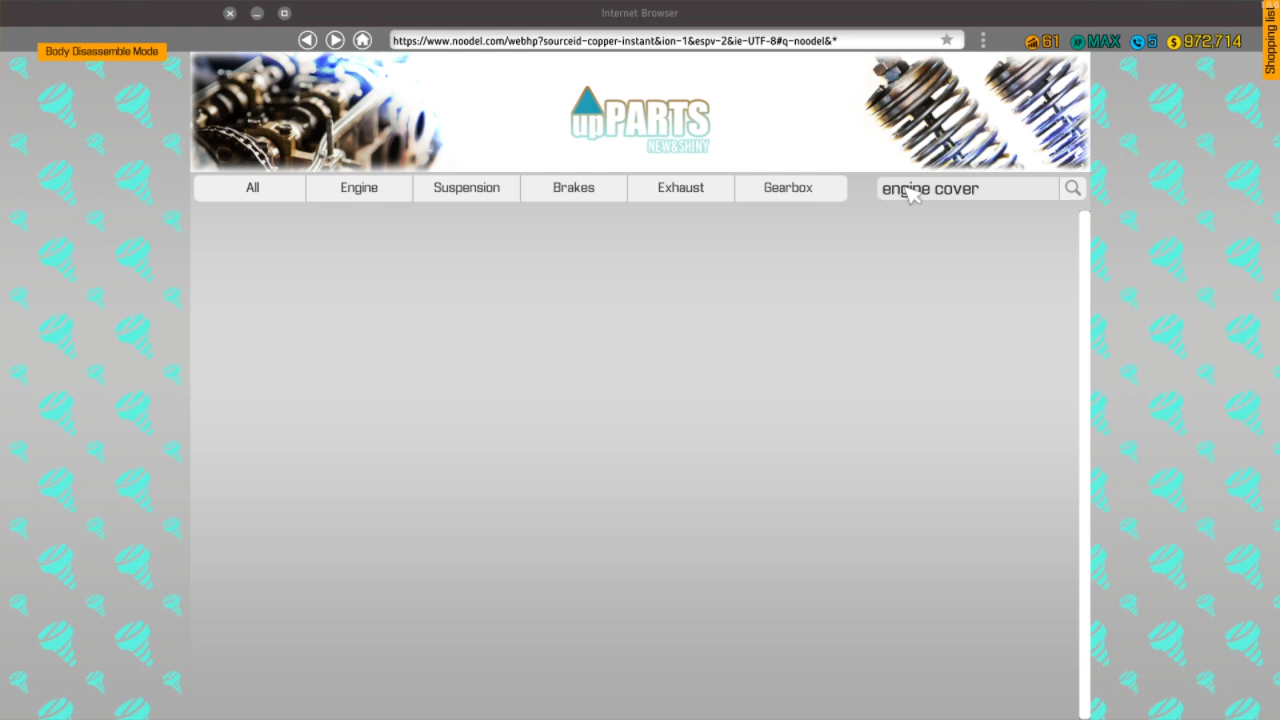 Internet Browser
Body Disassemble Mode
https://www.noodel.com/webhp?sourceid-copper-instant&ion-1&espv-2&ie-UTF-8#q-noodel&*
61
XP MAX
5
$ 972,714
Shopping list
upPARTS
NEW&SHINY
All
Engine
Suspension
Brakes
Exhaust
Gearbox
engine cover